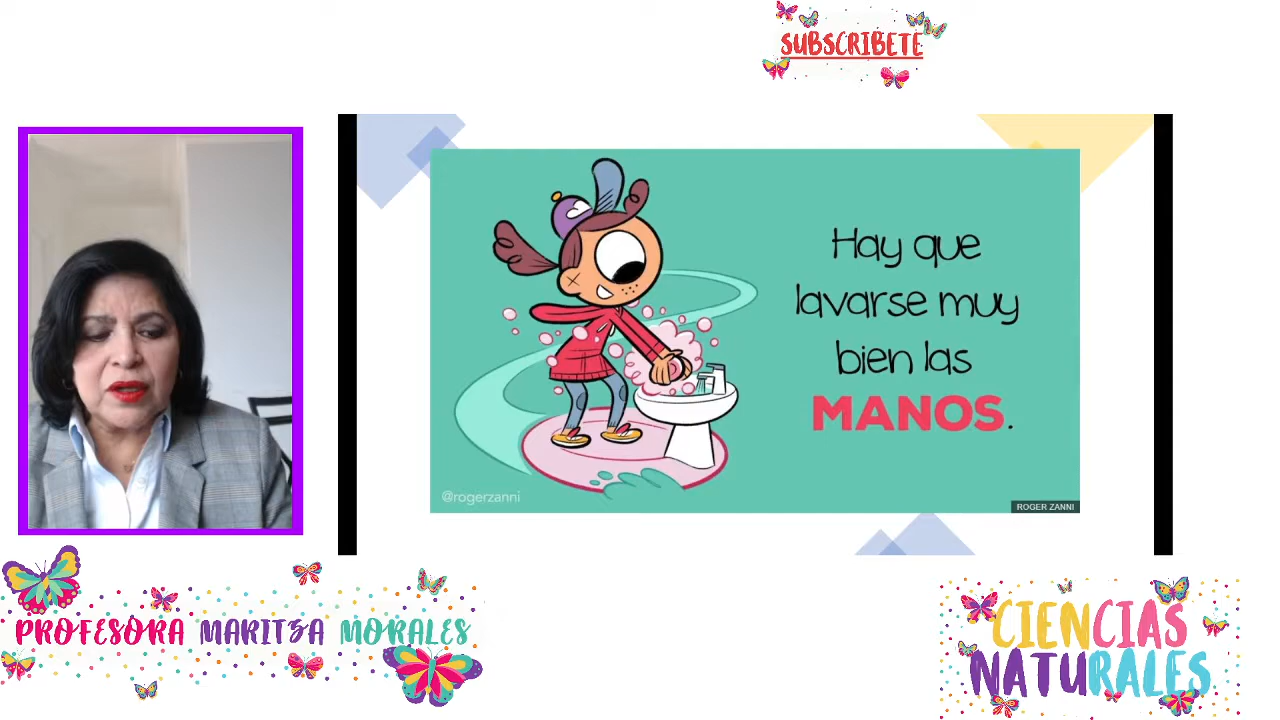 SUBSCRIBETE
Hay que
lavarse muy
bien las
MANOS.
@rogerzanni
ROGER ZANNI
PROFESORA MARITZA MORALES
CIENCIAS
NATURALES